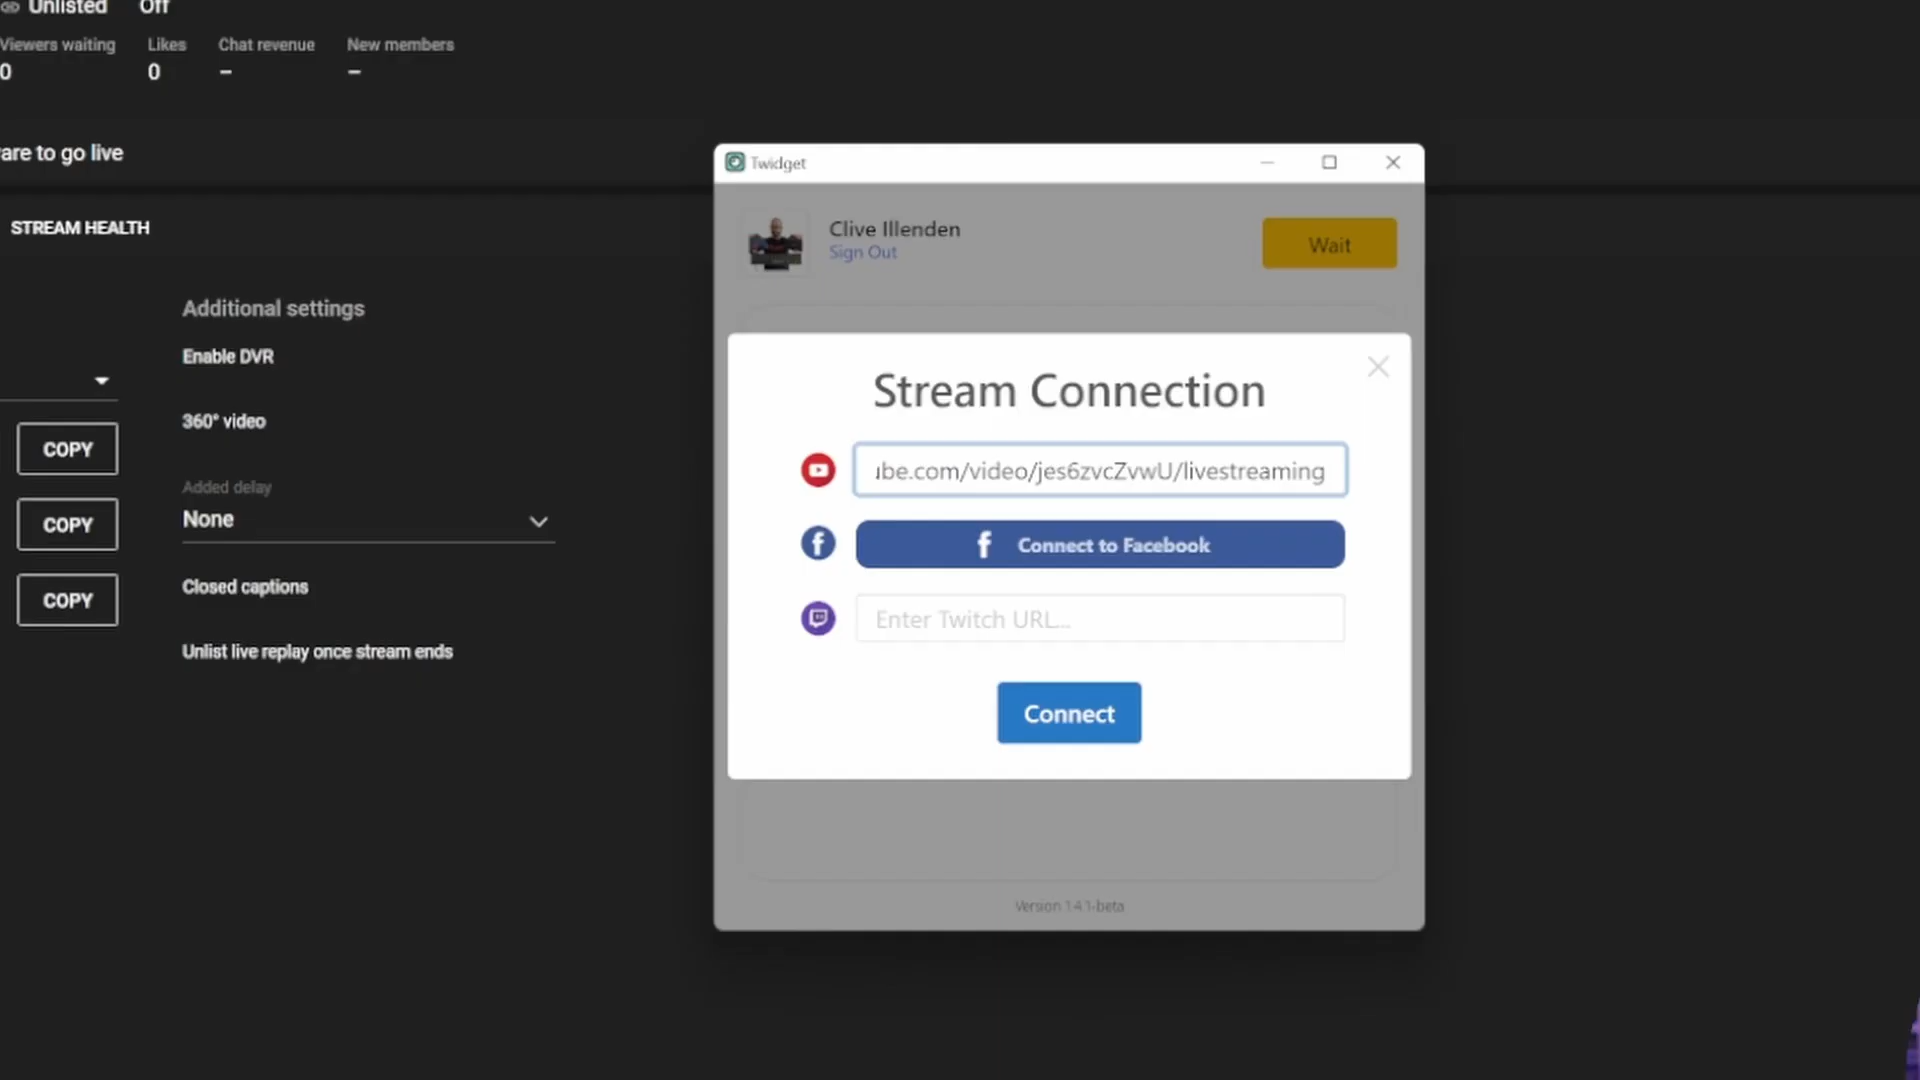 Unlisted Off
Viewers waiting Likes Chat revenue New members
0 0 – –
are to go live
STREAM HEALTH
Additional settings
Enable DVR
360° video
COPY
Added delay
None
COPY
Closed captions
COPY
Unlist live replay once stream ends
Twidget
Clive Illenden
Sign Out
Wait
Stream Connection
be.com/video/jes6zvcZvwU/livestreaming
Connect to Facebook
Enter Twitch URL...
Connect
Version 1.4.1-beta